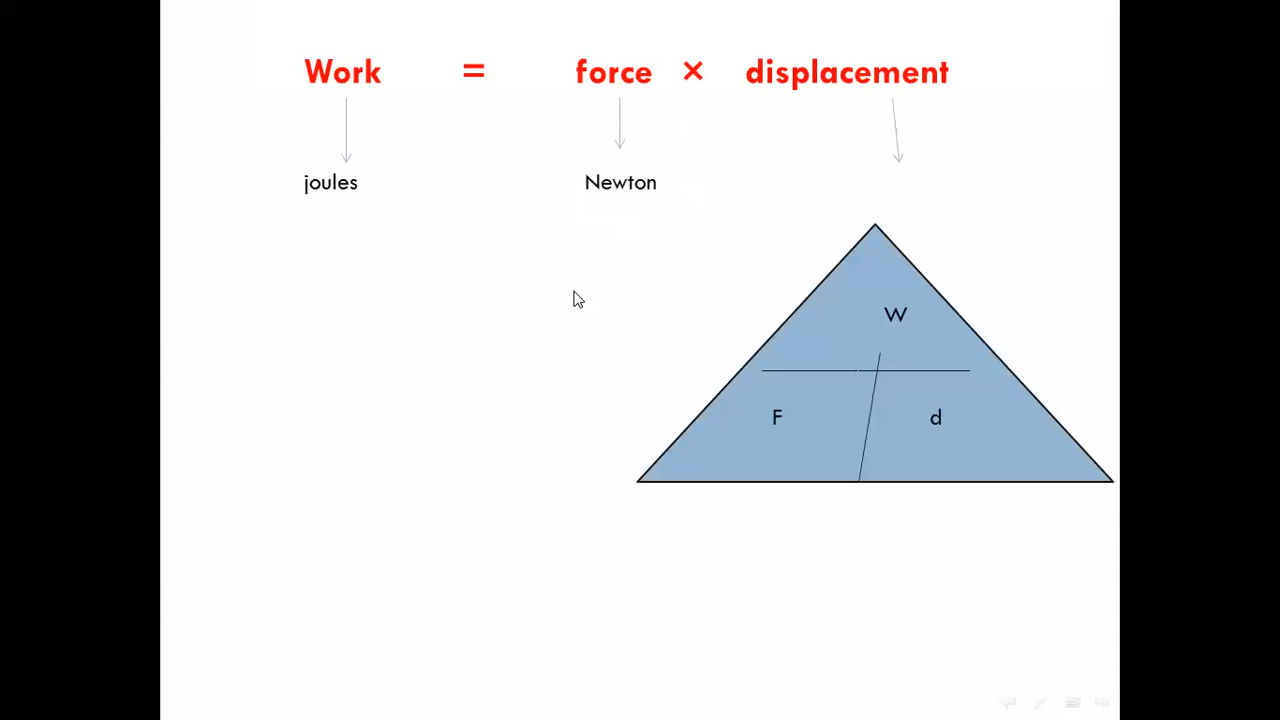 Work = force × displacement
joules Newton
W
F d